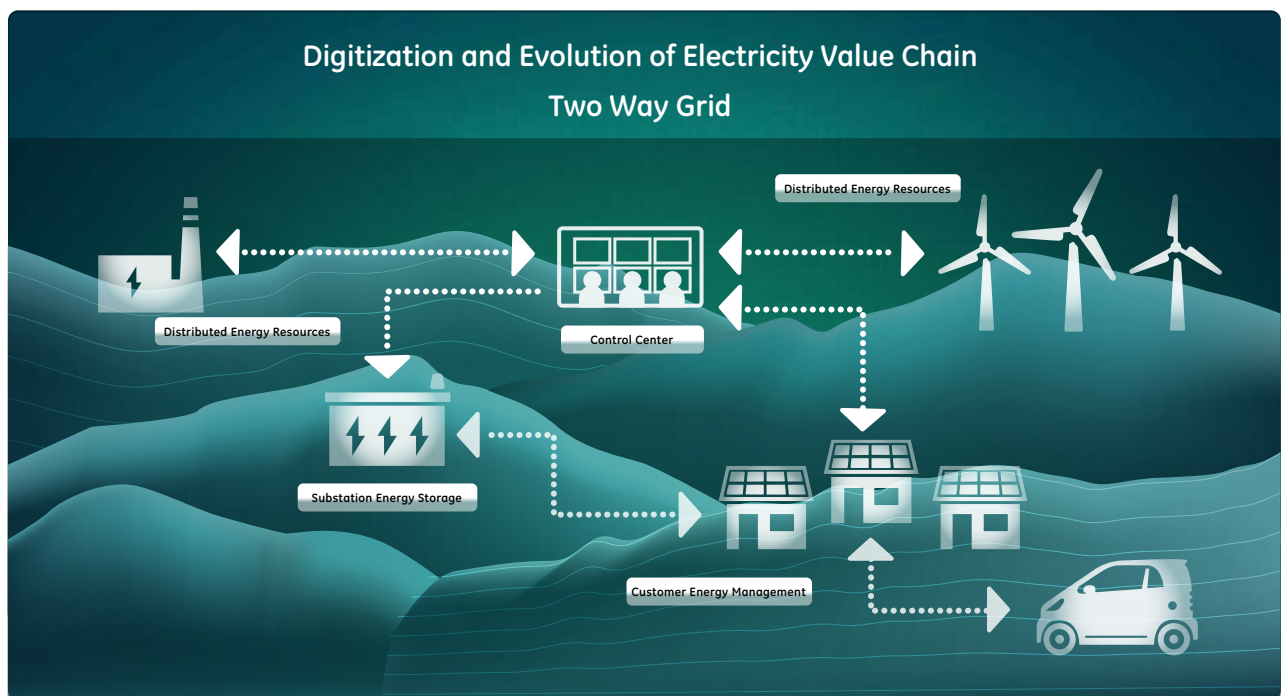 Digitization and Evolution of Electricity Value Chain
Two Way Grid
Distributed Energy Resources
Distributed Energy Resources
Control Center
Substation Energy Storage
Customer Energy Management